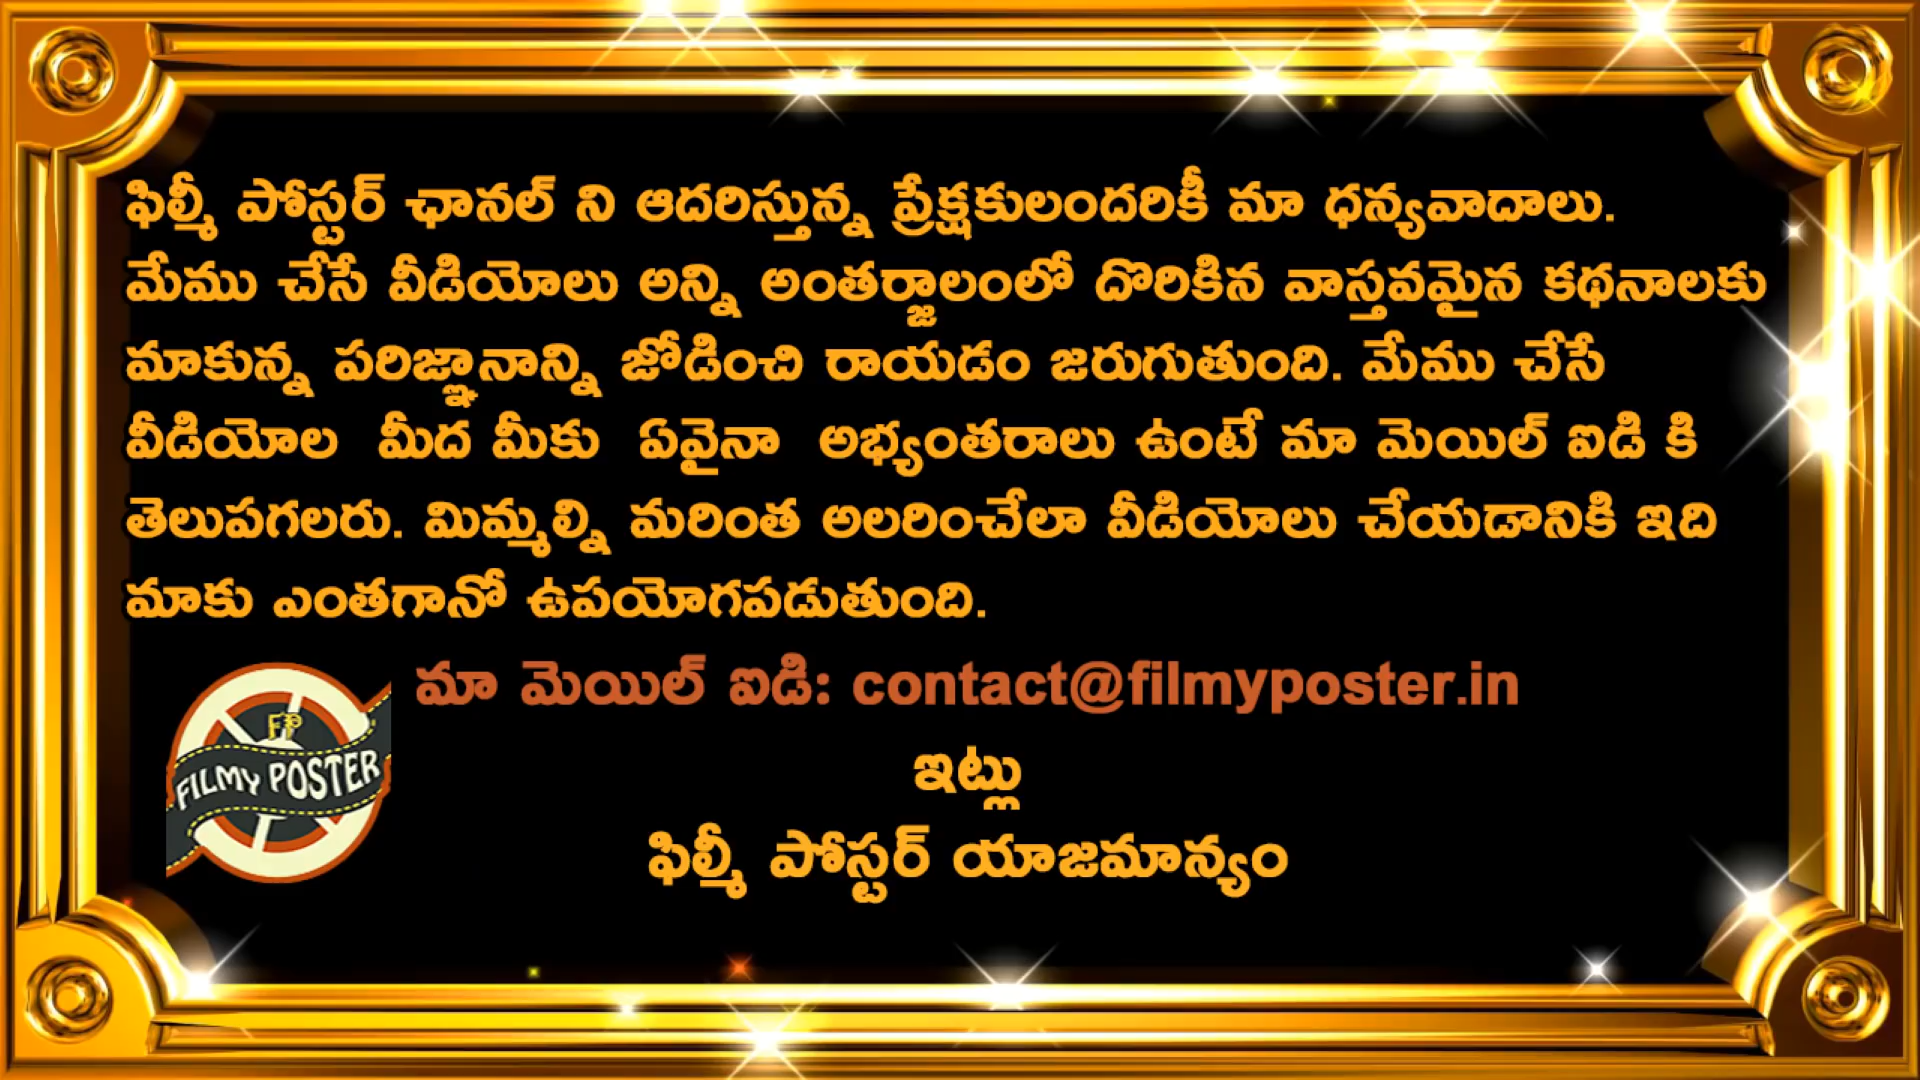 ఫిల్మీ పోస్టర్ ఛానల్ ని ఆదరిస్తున్న ప్రేక్షకులందరికీ మా ధన్యవాదాలు.
మేము చేసే వీడియోలు అన్ని అంతర్జాలంలో దొరికిన వాస్తవమైన కథనాలకు
మాకున్న పరిజ్ఞానాన్ని జోడించి రాయడం జరుగుతుంది. మేము చేసే
వీడియోల మీద మీకు ఏవైనా అభ్యంతరాలు ఉంటే మా మెయిల్ ఐడి కి
తెలుపగలరు. మిమ్మల్ని మరింత అలరించేలా వీడియోలు చేయడానికి ఇది
మాకు ఎంతగానో ఉపయోగపడుతుంది.
మా మెయిల్ ఐడి: contact@filmyposter.in
FP
FILMY POSTER
ఇట్లు
ఫిల్మీ పోస్టర్ యాజమాన్యం